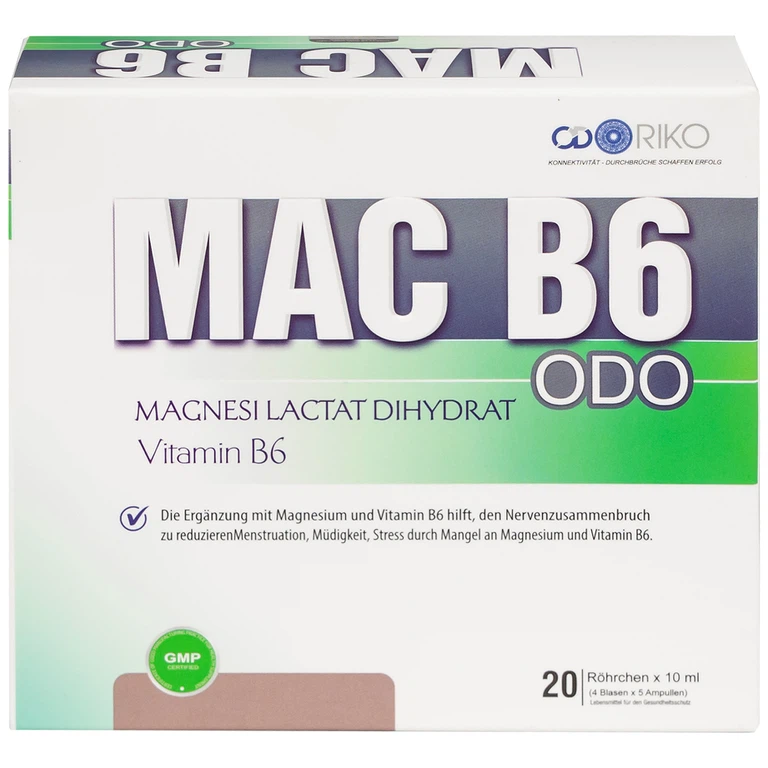 MAC B6
ODO
ODORIKO
KONNEKTIVITÄT - DURCHBRÜCHE SCHAFFEN ERFOLG
MAC B6
ODO
MAGNESI LACTAT DIHYDRAT
Vitamin B6
Die Ergänzung mit Magnesium und Vitamin B6 hilft, den Nervenzusammenbruch
zu reduzierenMenstruation, Müdigkeit, Stress durch Mangel an Magnesium und Vitamin B6.
GMP
CERTIFIED
20 Röhrchen x 10 ml
(4 Blasen x 5 Ampullen)
Lebensmittel für den Gesundheitsschutz